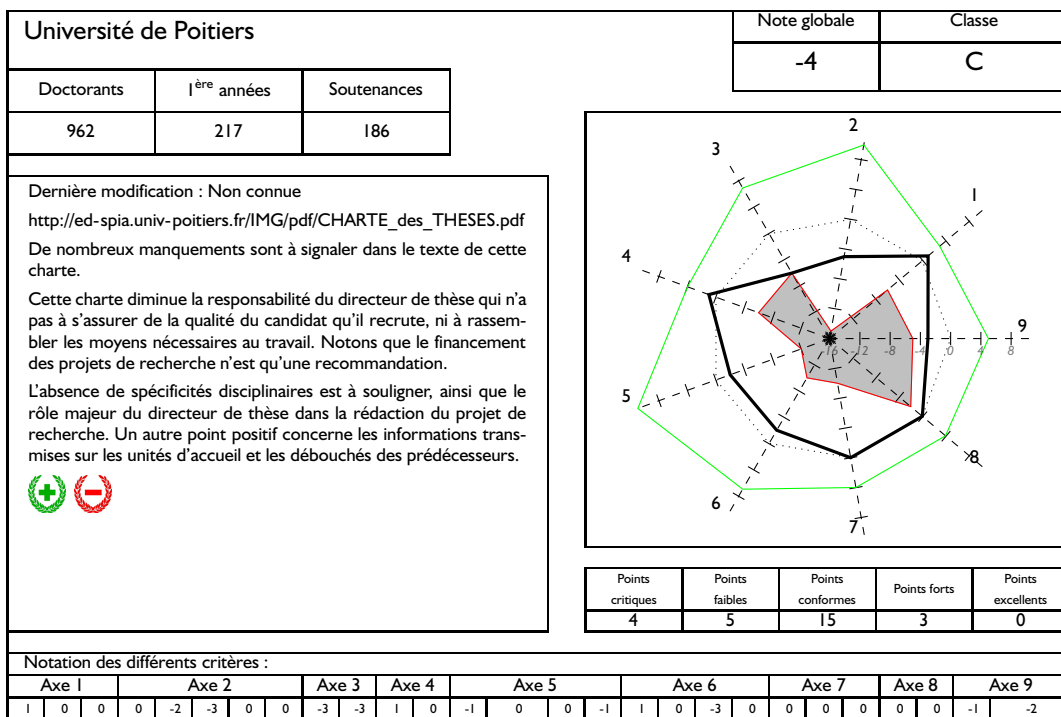 Université de Poitiers
Note globale Classe
-4 C
Doctorants 1ère années Soutenances
962 217 186
Dernière modification : Non connue
http://ed-spia.univ-poitiers.fr/IMG/pdf/CHARTE_des_THESES.pdf
De nombreux manquements sont à signaler dans le texte de cette
charte.
Cette charte diminue la responsabilité du directeur de thèse qui n'a
pas à s'assurer de la qualité du candidat qu'il recrute, ni à rassem-
bler les moyens nécessaires au travail. Notons que le financement
des projets de recherche n'est qu'une recommandation.
L'absence de spécificités disciplinaires est à souligner, ainsi que le
rôle majeur du directeur de thèse dans la rédaction du projet de
recherche. Un autre point positif concerne les informations trans-
mises sur les unités d'accueil et les débouchés des prédécesseurs.
2
3
1
4
9
-16 -12 -8 -4 0 4 8
5
8
6
7
Points critiques Points faibles Points conformes Points forts Points excellents
4 5 15 3 0
Notation des différents critères :
Axe 1 Axe 2 Axe 3 Axe 4 Axe 5 Axe 6 Axe 7 Axe 8 Axe 9
1 0 0 0 -2 -3 0 0 -3 -3 1 0 -1 0 0 -1 1 0 -3 0 0 0 0 0 0 -1 -2